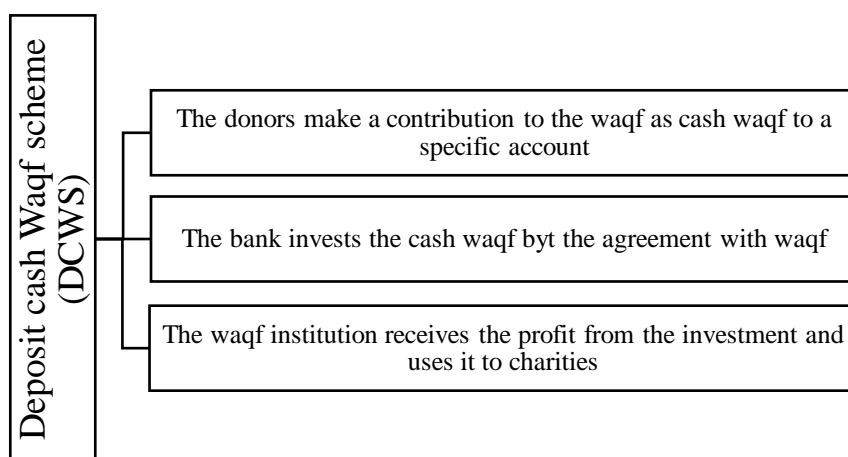 Deposit cash Waqf scheme
(DCWS)
The donors make a contribution to the waqf as cash waqf to a
specific account
The bank invests the cash waqf byt the agreement with waqf
The waqf institution receives the profit from the investment and
uses it to charities